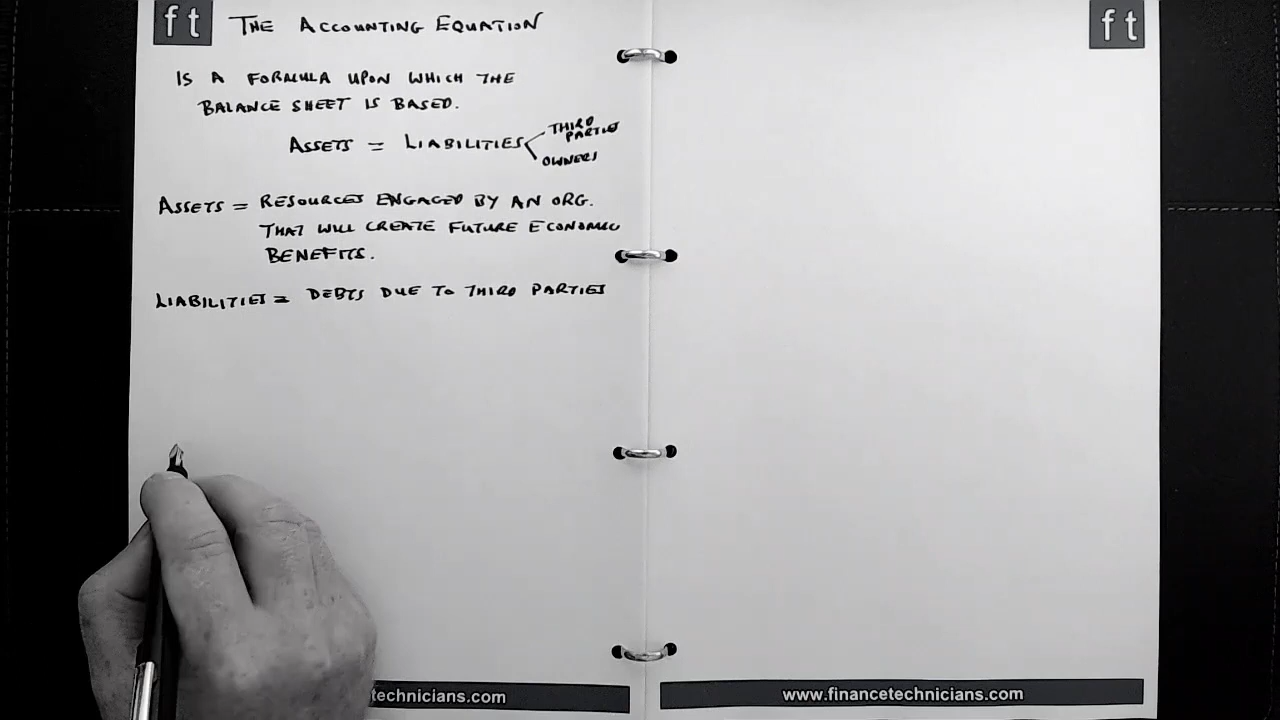 ft
THE ACCOUNTING EQUATION
IS A FORMULA UPON WHICH THE
BALANCE SHEET IS BASED.
ASSETS = LIABILITIES
THIRD
PARTIES
OWNERS
ASSETS = RESOURCES ENGAGED BY AN ORG.
THAT WILL CREATE FUTURE ECONOMIC
BENEFITS.
LIABILITIES = DEBTS DUE TO THIRD PARTIES
technicians.com
ft
www.financetechnicians.com